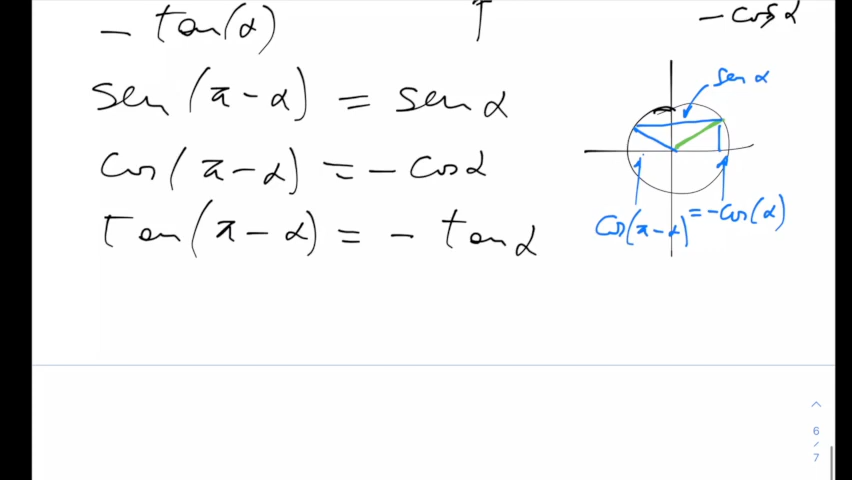 - tan(α)
- cos α
sen (π - α) = sen α
cos (π - α) = - cos α
tan (π - α) = - tan α
sen α
cos(π - α) = - cos(α)
6
/
7